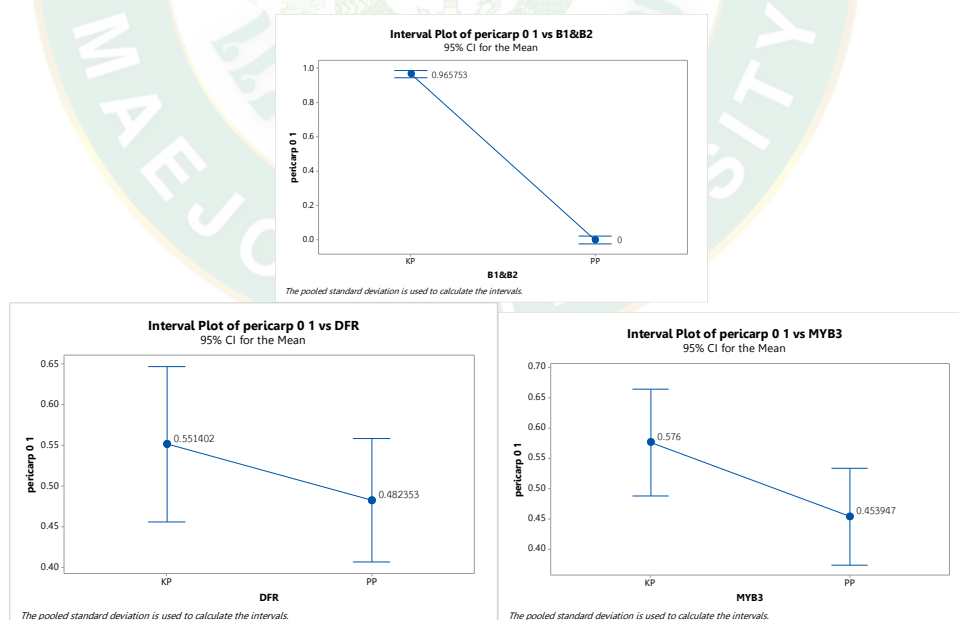 MAEJO
SITY
Interval Plot of pericarp 0 1 vs B1&B2
95% CI for the Mean
1.0
0.8
0.6
0.4
0.2
0.0
pericarp 0 1
0.965753
0
KP
PP
B1&B2
The pooled standard deviation is used to calculate the intervals.
Interval Plot of pericarp 0 1 vs DFR
95% CI for the Mean
0.65
0.60
0.55
0.50
0.45
0.40
pericarp 0 1
0.551402
0.482353
KP
PP
DFR
The pooled standard deviation is used to calculate the intervals.
Interval Plot of pericarp 0 1 vs MYB3
95% CI for the Mean
0.70
0.65
0.60
0.55
0.50
0.45
0.40
pericarp 0 1
0.576
0.453947
KP
PP
MYB3
The pooled standard deviation is used to calculate the intervals.